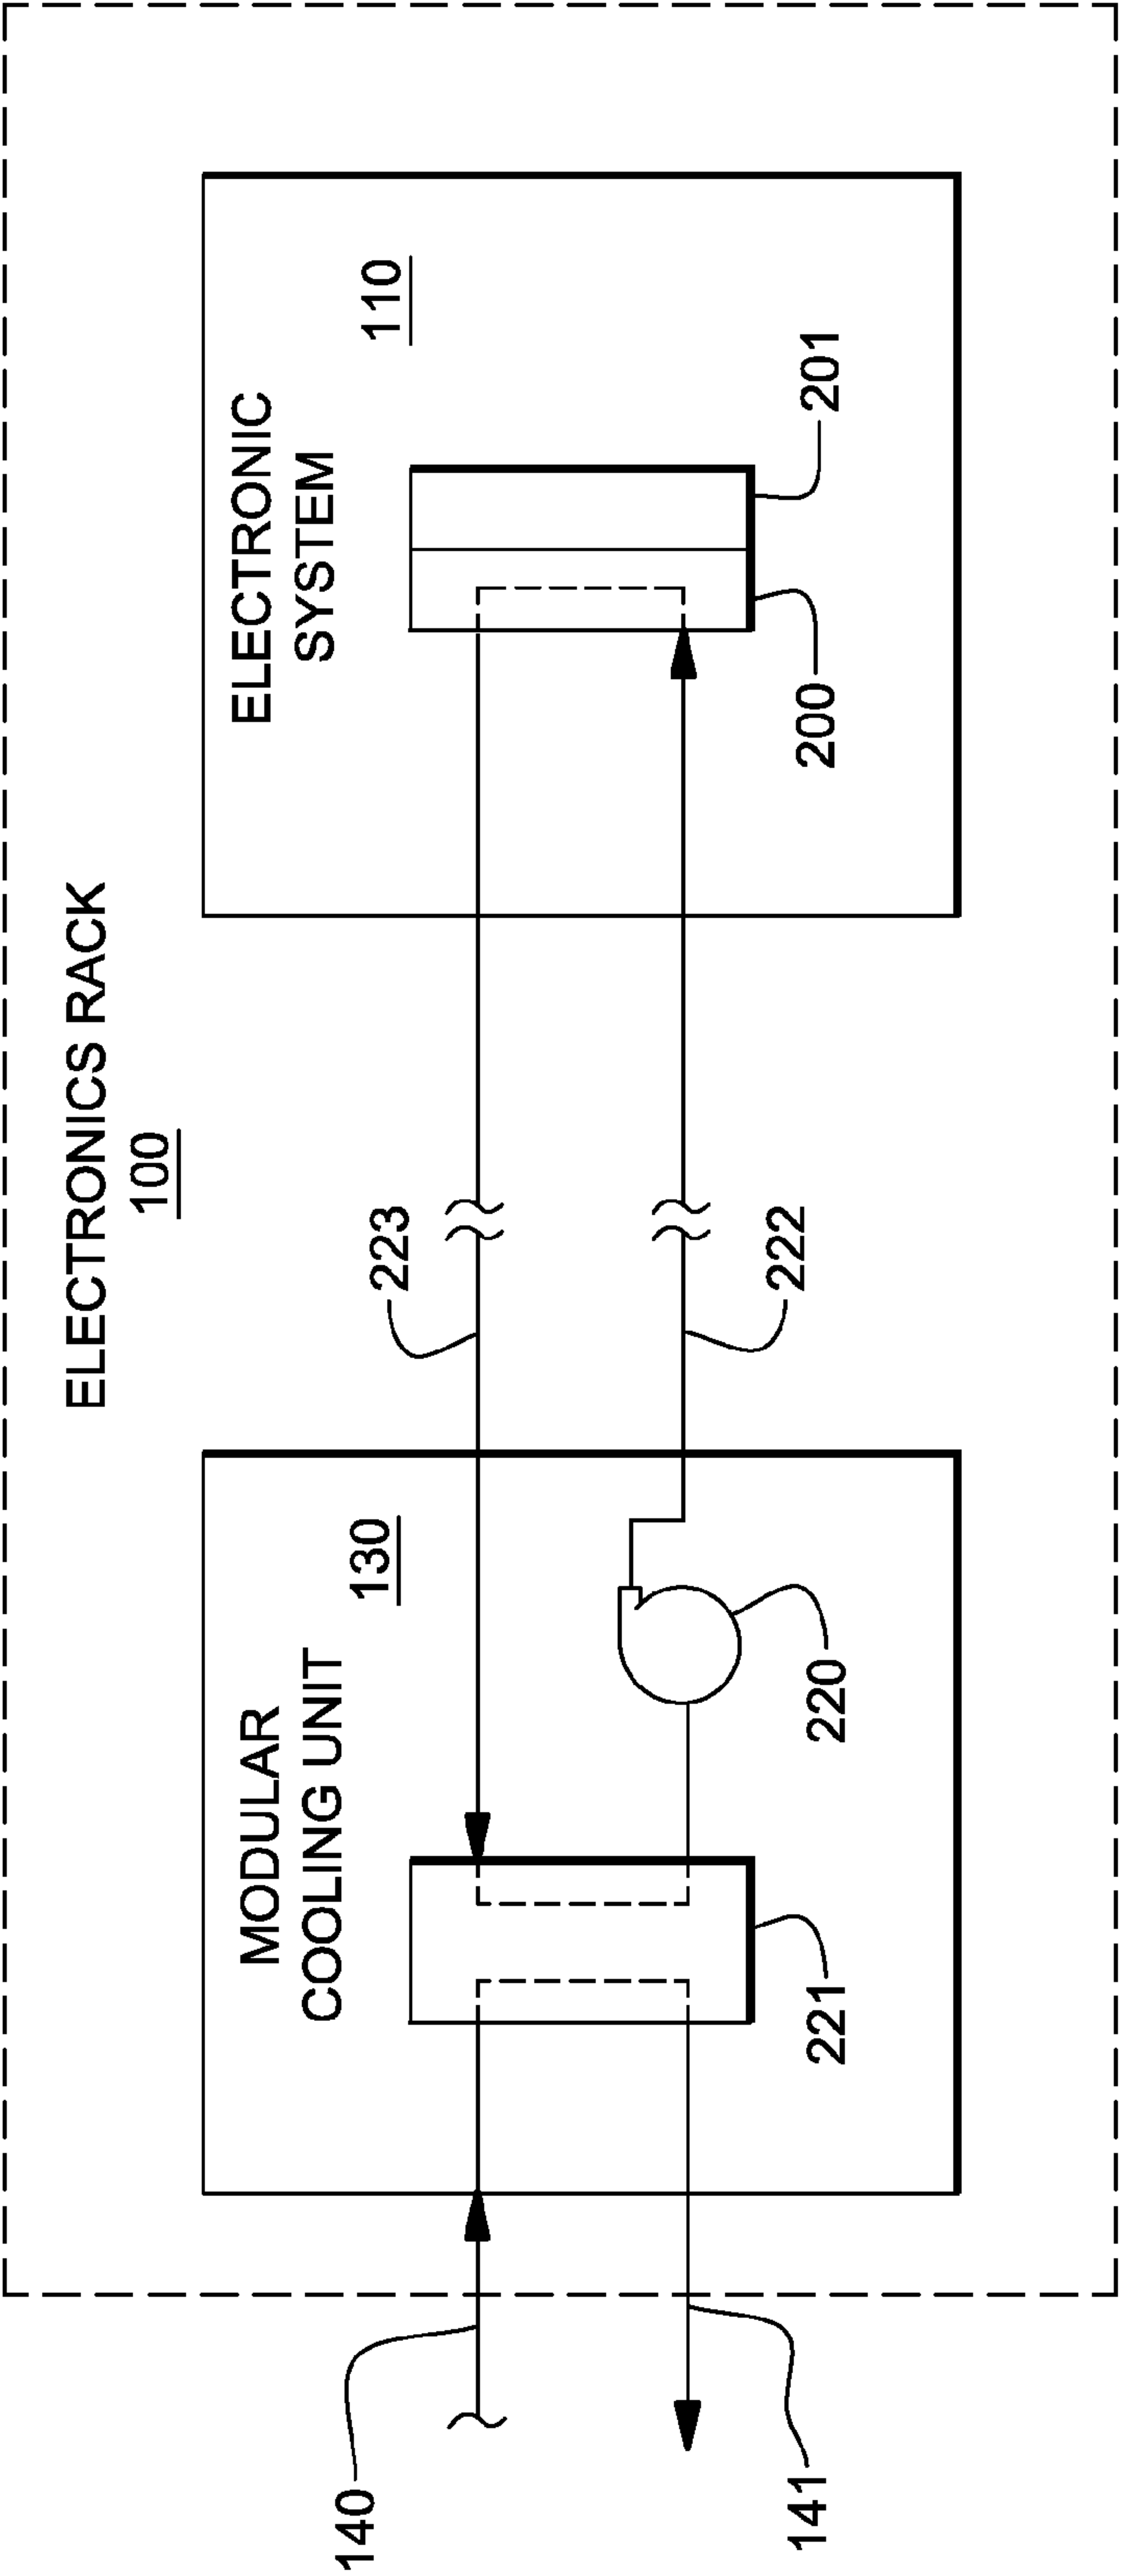 ELECTRONICS RACK
100
MODULAR
COOLING UNIT
130
ELECTRONIC
SYSTEM
110
223
222
140
141
221
220
200
201